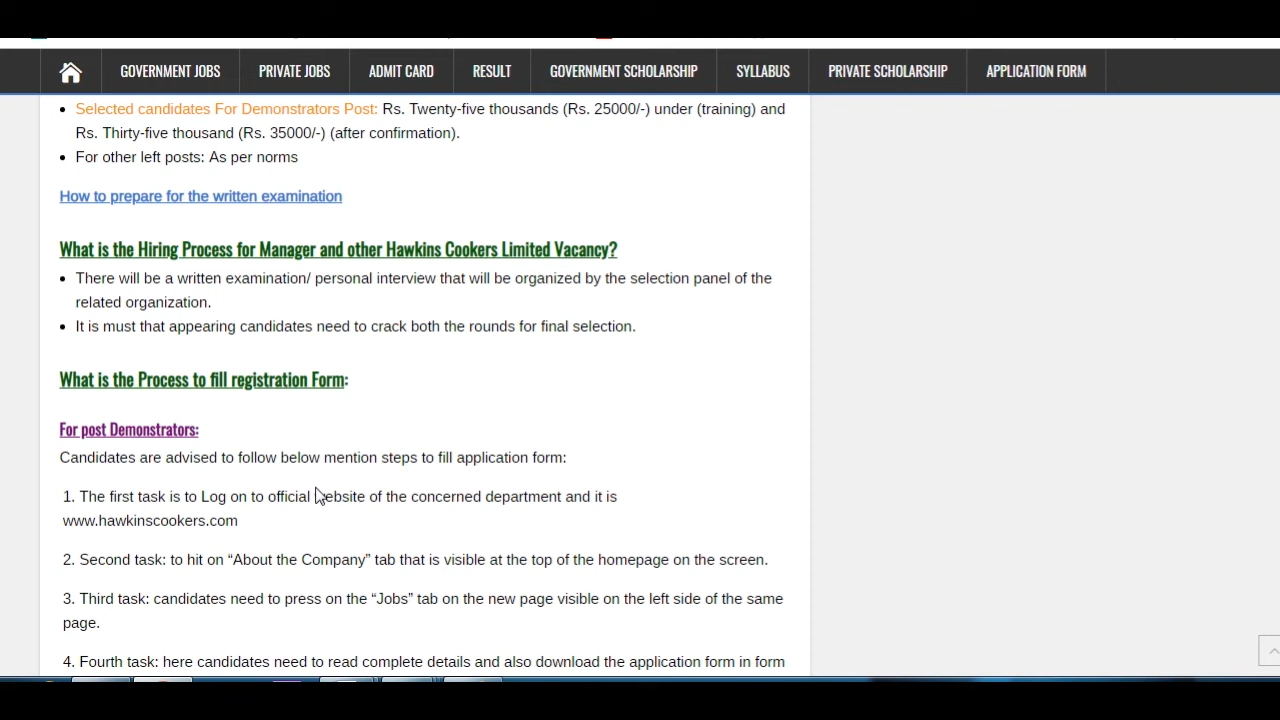 GOVERNMENT JOBS PRIVATE JOBS ADMIT CARD RESULT GOVERNMENT SCHOLARSHIP SYLLABUS PRIVATE SCHOLARSHIP APPLICATION FORM
Selected candidates For Demonstrators Post: Rs. Twenty-five thousands (Rs. 25000/-) under (training) and
Rs. Thirty-five thousand (Rs. 35000/-) (after confirmation).
For other left posts: As per norms
How to prepare for the written examination
What is the Hiring Process for Manager and other Hawkins Cookers Limited Vacancy?
There will be a written examination/ personal interview that will be organized by the selection panel of the
related organization.
It is must that appearing candidates need to crack both the rounds for final selection.
What is the Process to fill registration Form:
For post Demonstrators:
Candidates are advised to follow below mention steps to fill application form:
1. The first task is to Log on to official website of the concerned department and it is
www.hawkinscookers.com
2. Second task: to hit on “About the Company” tab that is visible at the top of the homepage on the screen.
3. Third task: candidates need to press on the “Jobs” tab on the new page visible on the left side of the same
page.
4. Fourth task: here candidates need to read complete details and also download the application form in form